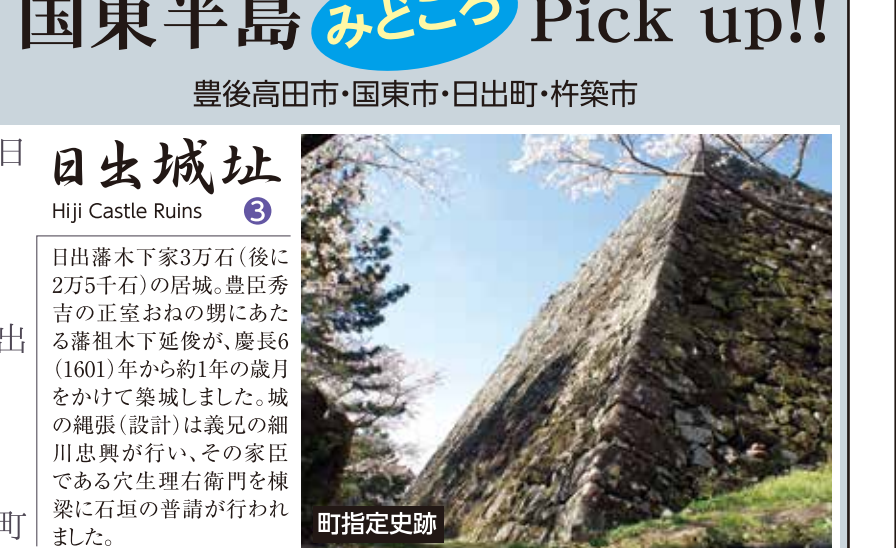 国東半島みどころPick up!!
豊後高田市・国東市・日出町・杵築市
日出町
日出城址
Hiji Castle Ruins 3
日出藩木下家3万石(後に
2万5千石)の居城。豊臣秀
吉の正室おねの甥にあた
る藩祖木下延俊が、慶長6
(1601)年から約1年の歳月
をかけて築城しました。城
の縄張(設計)は義兄の細
川忠興が行い、その家臣
である穴生理右衛門を棟
梁に石垣の普請が行われ
ました。
町指定史跡